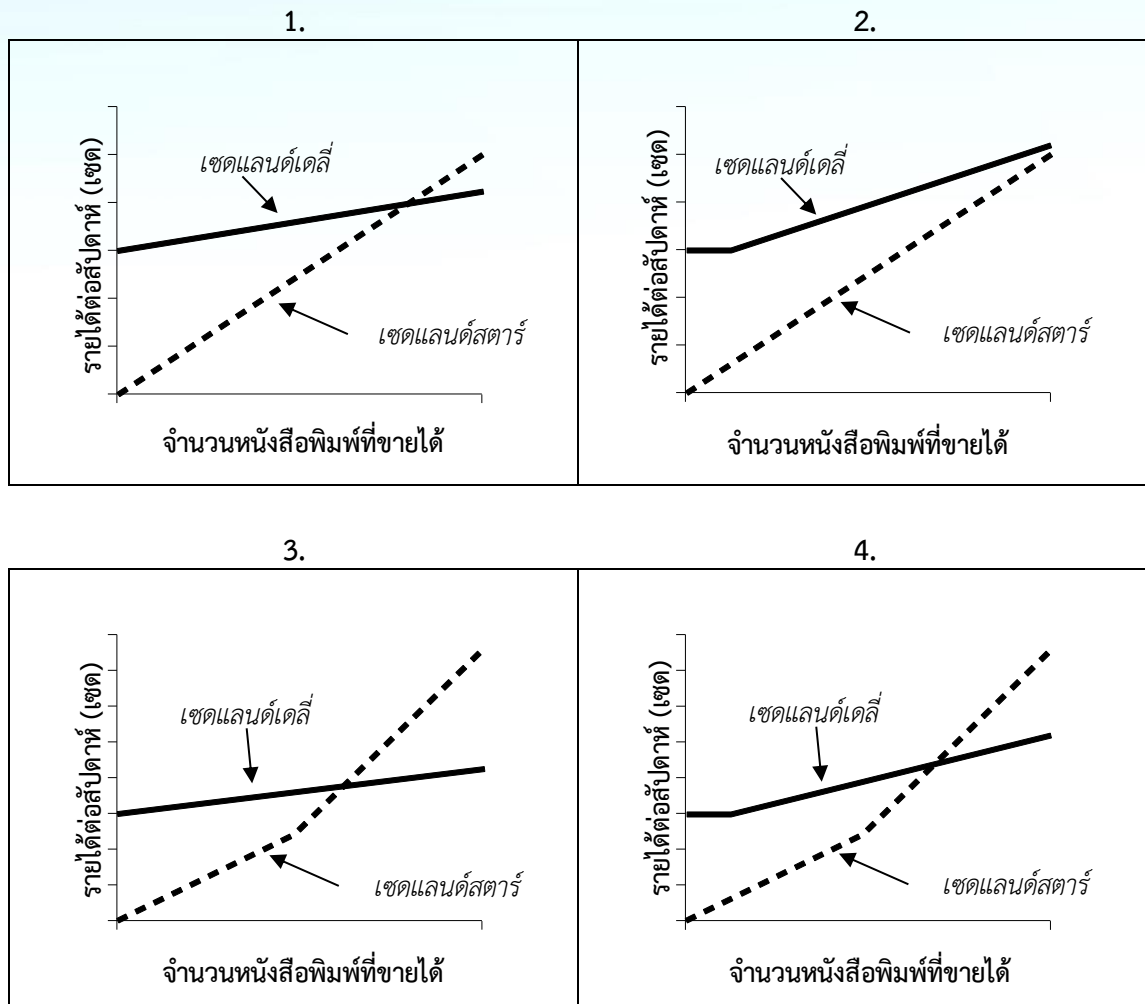 1.
2.
รายได้ต่อสัปดาห์ (เซด)
เซดแลนด์เดลี่
เซดแลนด์สตาร์
จำนวนหนังสือพิมพ์ที่ขายได้
รายได้ต่อสัปดาห์ (เซด)
เซดแลนด์เดลี่
เซดแลนด์สตาร์
จำนวนหนังสือพิมพ์ที่ขายได้
3.
4.
รายได้ต่อสัปดาห์ (เซด)
เซดแลนด์เดลี่
เซดแลนด์สตาร์
จำนวนหนังสือพิมพ์ที่ขายได้
รายได้ต่อสัปดาห์ (เซด)
เซดแลนด์เดลี่
เซดแลนด์สตาร์
จำนวนหนังสือพิมพ์ที่ขายได้